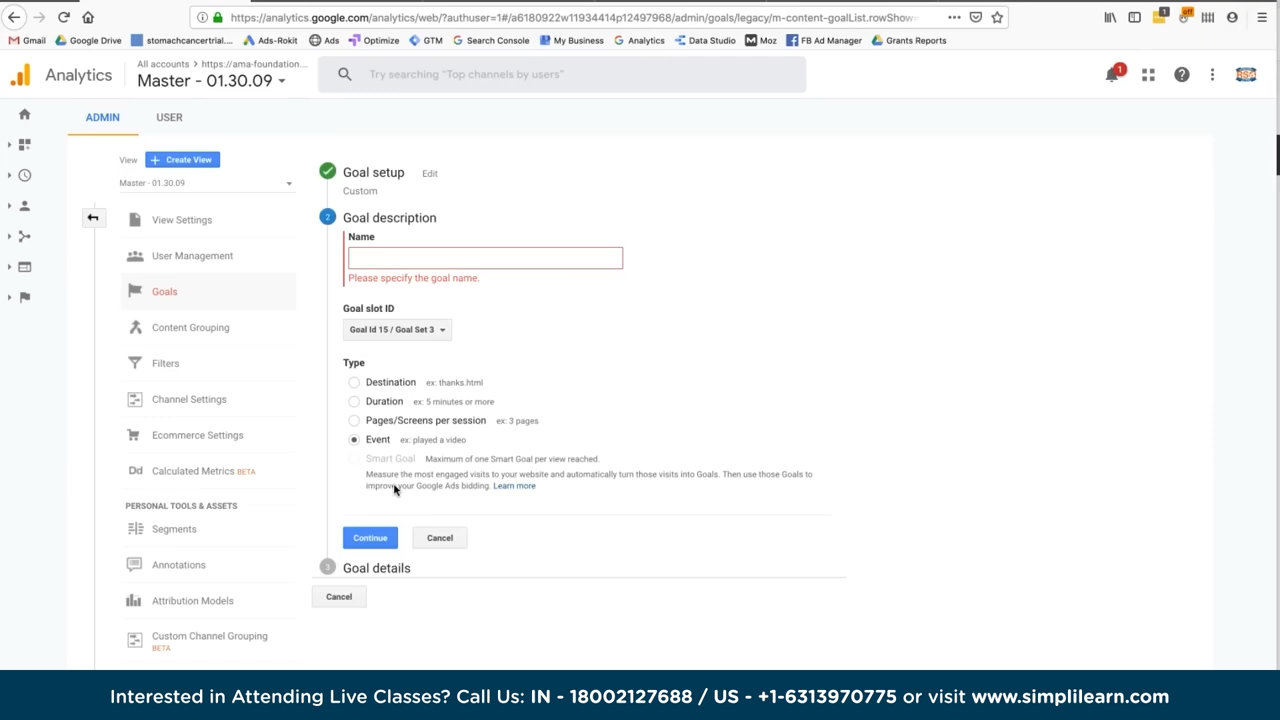 https://analytics.google.com/analytics/web/?authuser=1#/a6180922w11934414p12497968/admin/goals/legacy/m-content-goalList.rowShow
Gmail
Google Drive
stomachcancertrial....
Ads-Rokit
Ads
Optimize
GTM
Search Console
My Business
Analytics
Data Studio
Moz
FB Ad Manager
Grants Reports
Analytics
All accounts > https://ama-foundation...
Master - 01.30.09
Try searching "Top channels by users"
1
1
off
ADMIN
USER
View
+ Create View
Master - 01.30.09
View Settings
User Management
Goals
Content Grouping
Filters
Channel Settings
Ecommerce Settings
Dd Calculated Metrics BETA
PERSONAL TOOLS & ASSETS
Segments
Annotations
Attribution Models
Custom Channel Grouping
BETA
Goal setup Edit
Custom
2 Goal description
Name
Please specify the goal name.
Goal slot ID
Goal Id 15 / Goal Set 3
Type
Destination ex: thanks.html
Duration ex: 5 minutes or more
Pages/Screens per session ex: 3 pages
Event ex: played a video
Smart Goal Maximum of one Smart Goal per view reached.
Measure the most engaged visits to your website and automatically turn those visits into Goals. Then use those Goals to
improve your Google Ads bidding. Learn more
Continue Cancel
3 Goal details
Cancel
Interested in Attending Live Classes? Call Us: IN - 18002127688 / US - +1-6313970775 or visit www.simplilearn.com